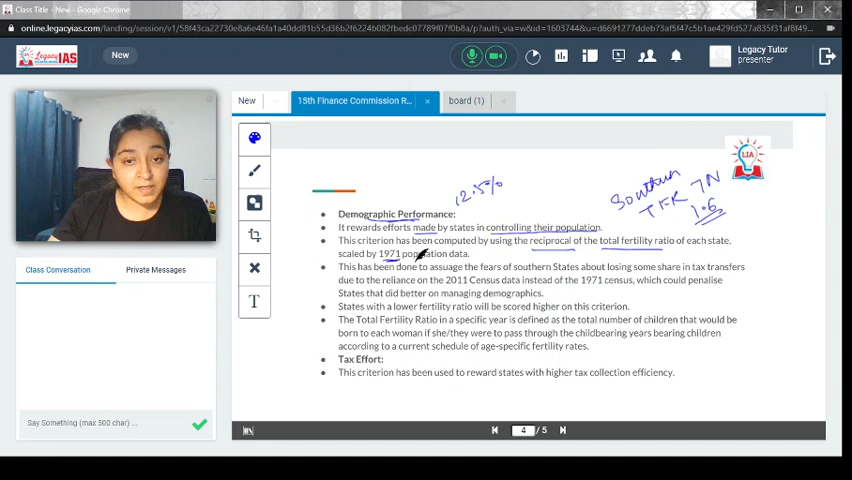 Class Title - New - Google Chrome
online.legacyias.com/landing/session/v1/
Legacy IAS
New
Legacy Tutor
presenter
New
15th Finance Commission R...
board (1)
LIA
12.5%
Southern
TFR TN
1.6
Demographic Performance:
It rewards efforts made by states in controlling their population.
This criterion has been computed by using the reciprocal of the total fertility ratio of each state,
scaled by 1971 population data.
This has been done to assuage the fears of southern States about losing some share in tax transfers
due to the reliance on the 2011 Census data instead of the 1971 census, which could penalise
States that did better on managing demographics.
States with a lower fertility ratio will be scored higher on this criterion.
The Total Fertility Ratio in a specific year is defined as the total number of children that would be
born to each woman if she/they were to pass through the childbearing years bearing children
according to a current schedule of age-specific fertility rates.
Tax Effort:
This criterion has been used to reward states with higher tax collection efficiency.
T
Class Conversation
Private Messages
Say Something (max 500 char) ...
4 / 5